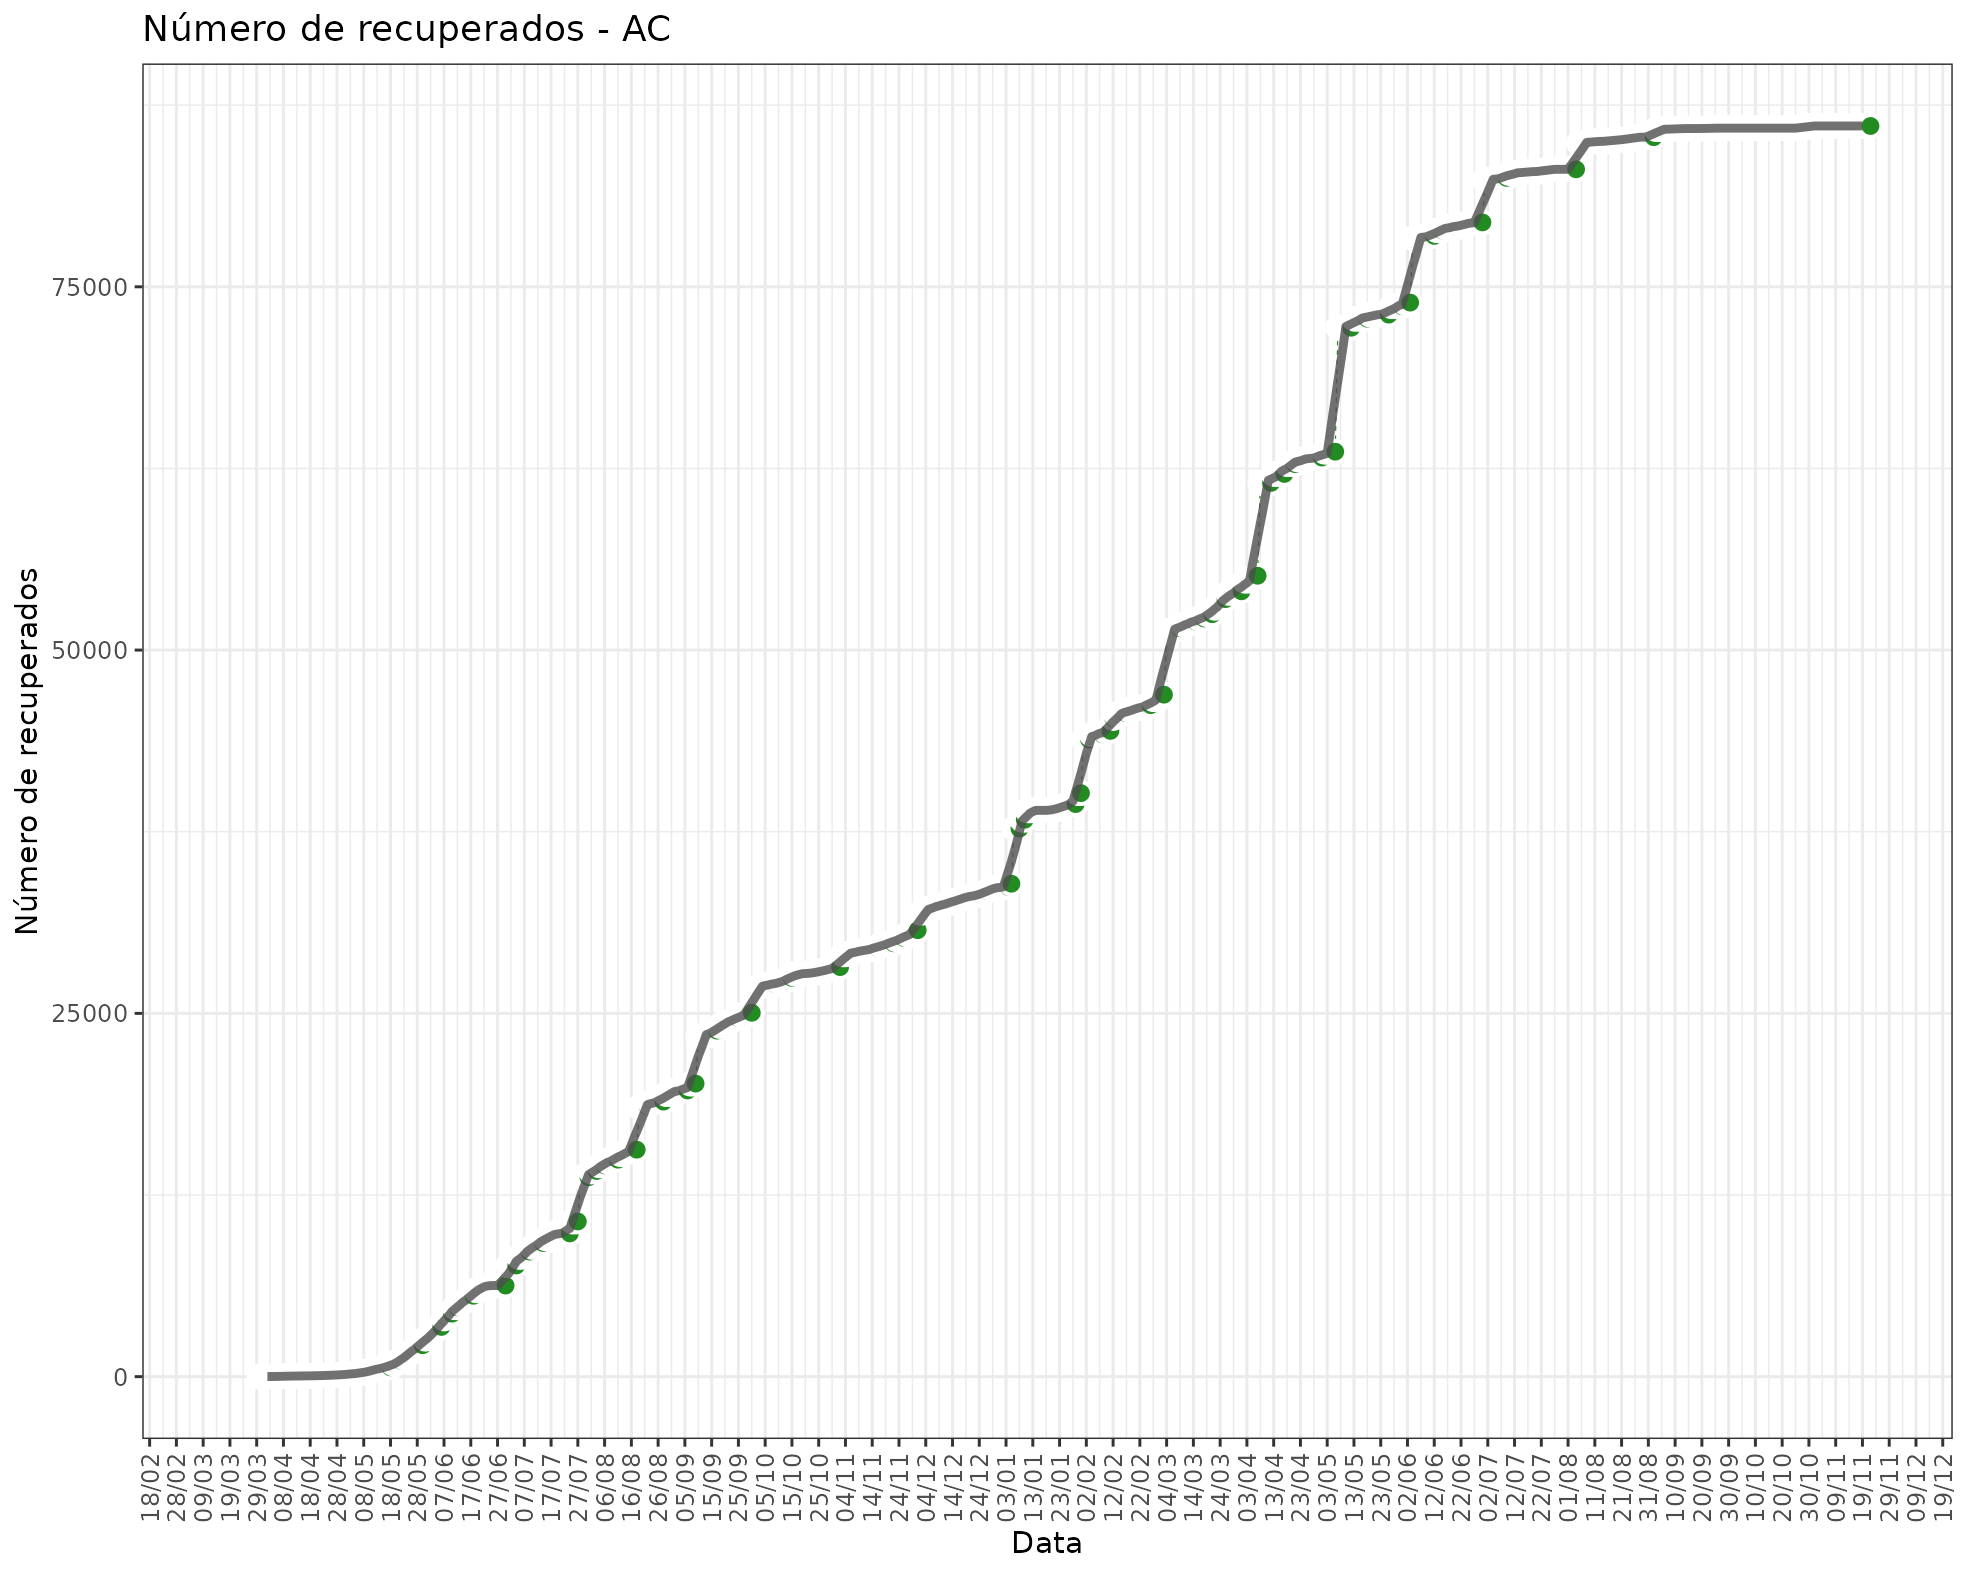 Número de recuperados - AC
Número de recuperados
75000
50000
25000
0
18/02 28/02 09/03 19/03 29/03 08/04 18/04 28/04 08/05 18/05 28/05 07/06 17/06 27/06 07/07 17/07 27/07 06/08 16/08 26/08 05/09 15/09 25/09 05/10 15/10 25/10 04/11 14/11 24/11 04/12 14/12 24/12 03/01 13/01 23/01 02/02 12/02 22/02 04/03 14/03 24/03 03/04 13/04 23/04 03/05 13/05 23/05 02/06 12/06 22/06 02/07 12/07 22/07 01/08 11/08 21/08 31/08 10/09 20/09 30/09 10/10 20/10 30/10 09/11 19/11 29/11 09/12 19/12
Data